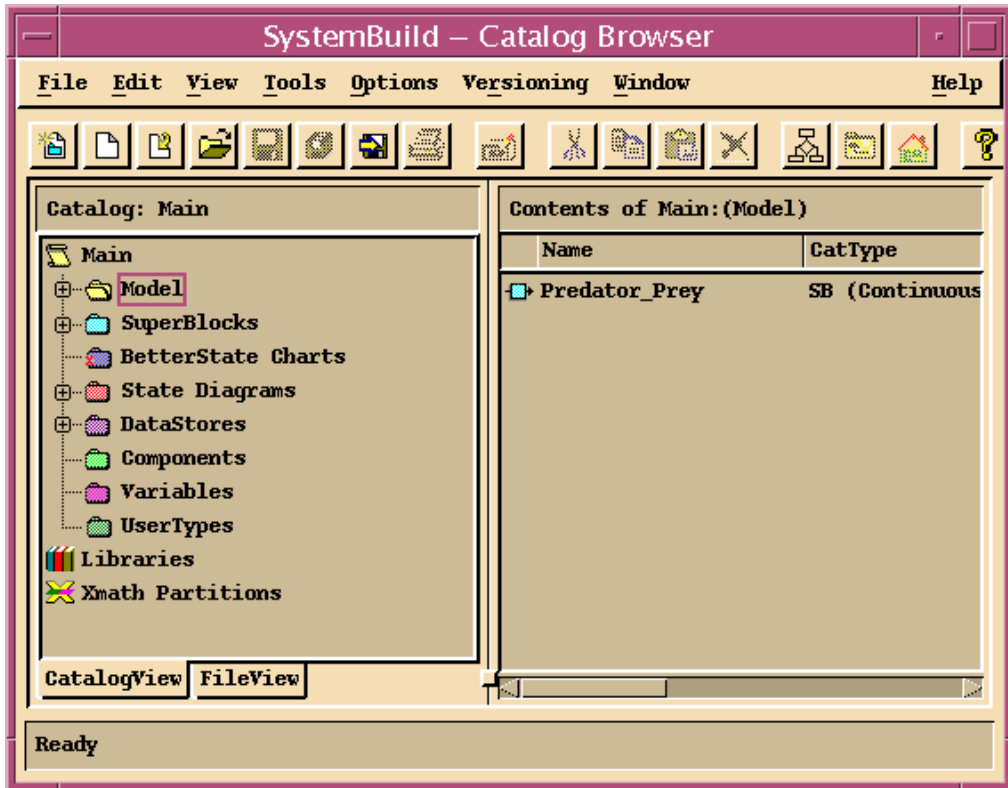 SystemBuild – Catalog Browser
File Edit View Tools Options Versioning Window Help
Catalog: Main
Main
Model
SuperBlocks
BetterState Charts
State Diagrams
DataStores
Components
Variables
UserTypes
Libraries
Xmath Partitions
CatalogView FileView
Contents of Main:(Model)
Name CatType
Predator_Prey SB (Continuous
Ready